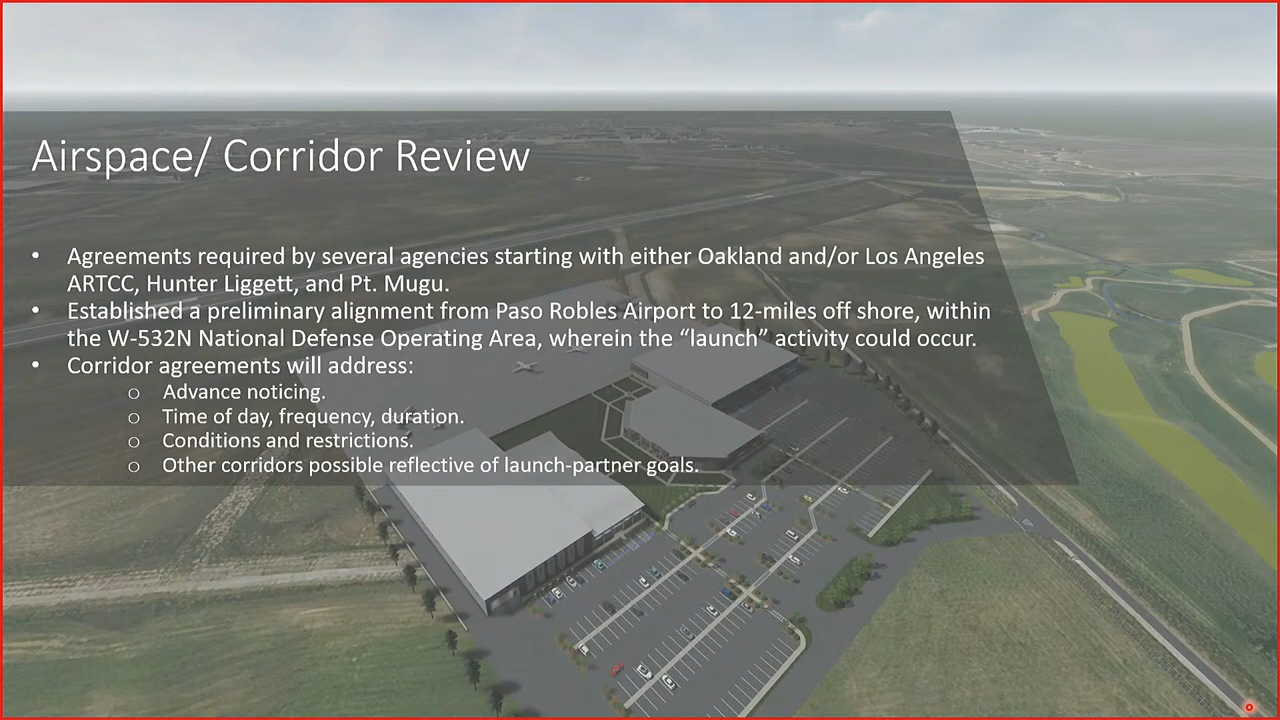 Airspace/ Corridor Review
• Agreements required by several agencies starting with either Oakland and/or Los Angeles
ARTCC, Hunter Liggett, and Pt. Mugu.
• Established a preliminary alignment from Paso Robles Airport to 12-miles off shore, within
the W-532N National Defense Operating Area, wherein the “launch” activity could occur.
• Corridor agreements will address:
o Advance noticing.
o Time of day, frequency, duration.
o Conditions and restrictions.
o Other corridors possible reflective of launch-partner goals.